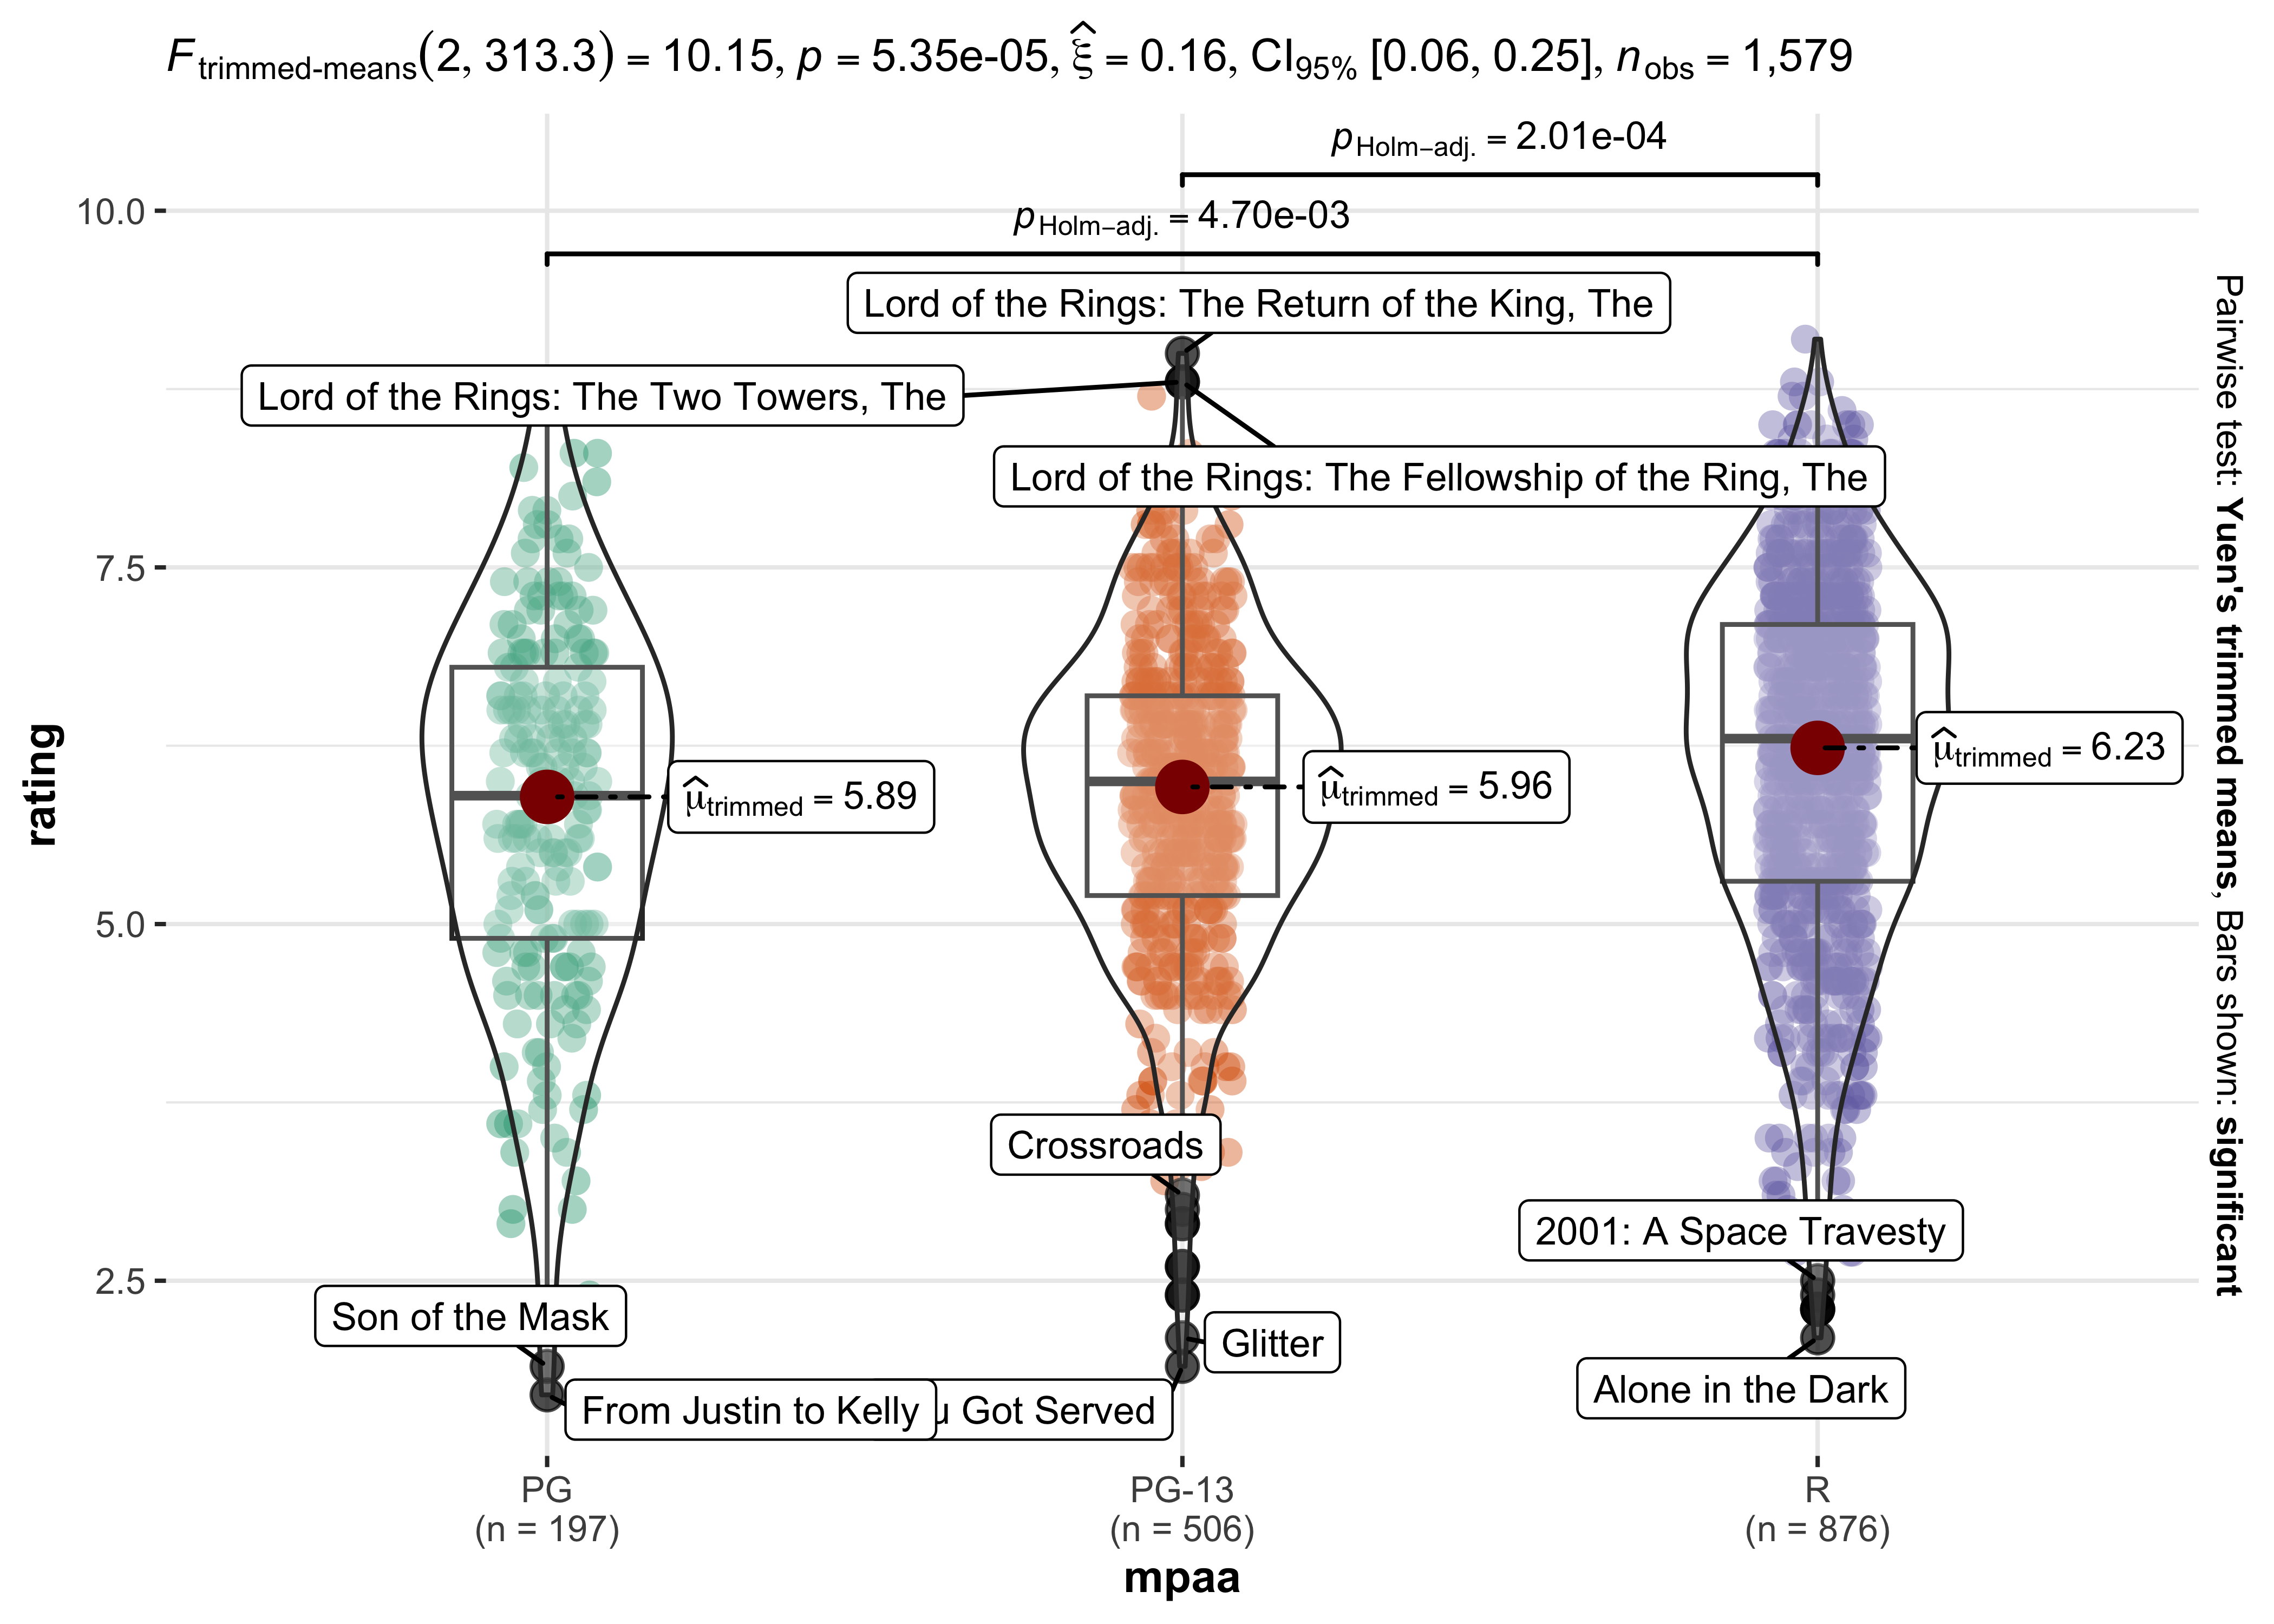 F trimmed-means(2, 313.3) = 10.15, p = 5.35e-05, ξ̂ = 0.16, CI95% [0.06, 0.25], nobs = 1,579
pHolm−adj. = 2.01e-04
10.0
pHolm−adj. = 4.70e-03
Lord of the Rings: The Return of the King, The
Lord of the Rings: The Two Towers, The
Lord of the Rings: The Fellowship of the Ring, The
7.5
μ̂trimmed = 5.89
μ̂trimmed = 5.96
μ̂trimmed = 6.23
rating
5.0
Crossroads
2001: A Space Travesty
2.5
Son of the Mask
Glitter
Alone in the Dark
From Justin to Kelly
Got Served
PG
(n = 197)
PG-13
(n = 506)
R
(n = 876)
mpaa
Pairwise test: Yuen's trimmed means, Bars shown: significant